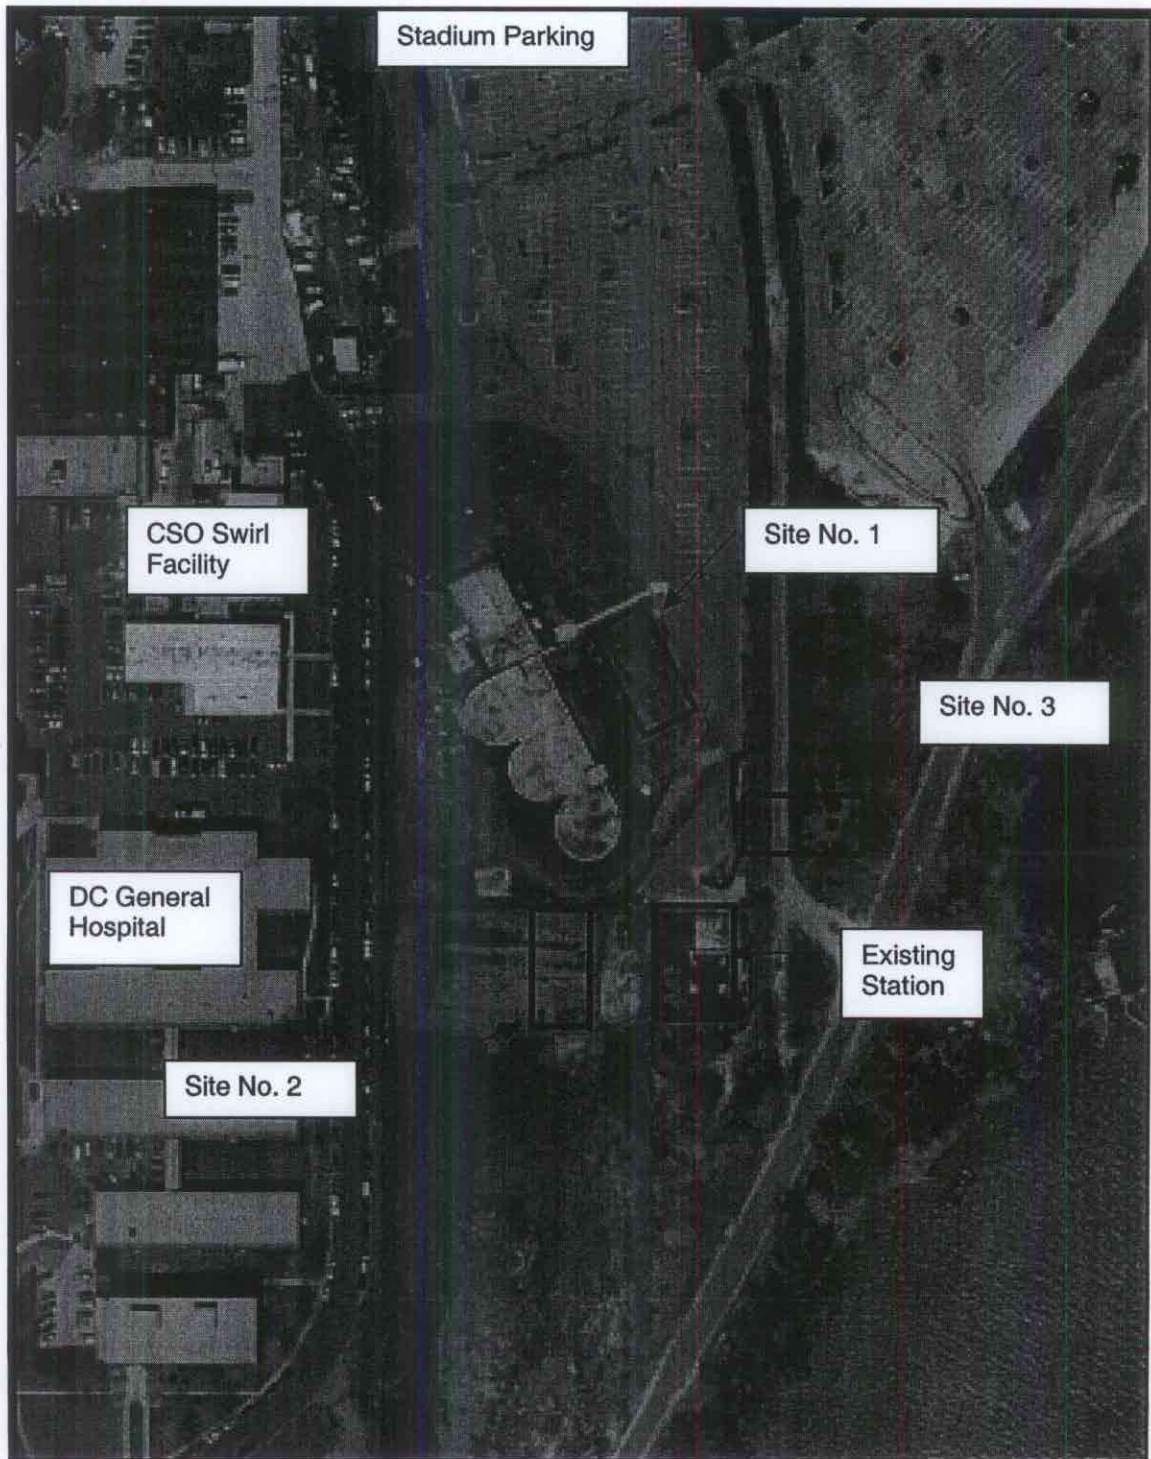 Stadium Parking
CSO Swirl
Facility
Site No. 1
Site No. 3
DC General
Hospital
Existing
Station
Site No. 2